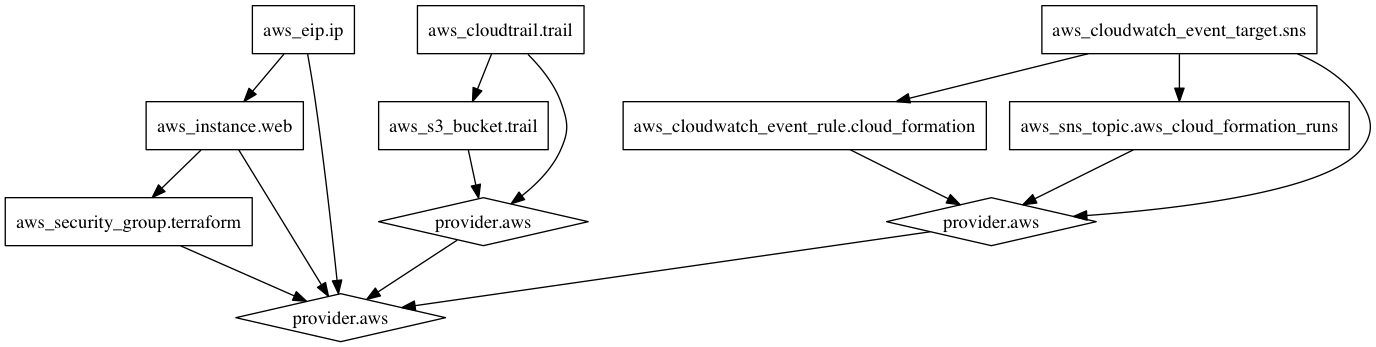 aws_eip.ip
aws_cloudtrail.trail
aws_cloudwatch_event_target.sns
aws_instance.web
aws_s3_bucket.trail
aws_cloudwatch_event_rule.cloud_formation
aws_sns_topic.aws_cloud_formation_runs
aws_security_group.terraform
provider.aws
provider.aws
provider.aws